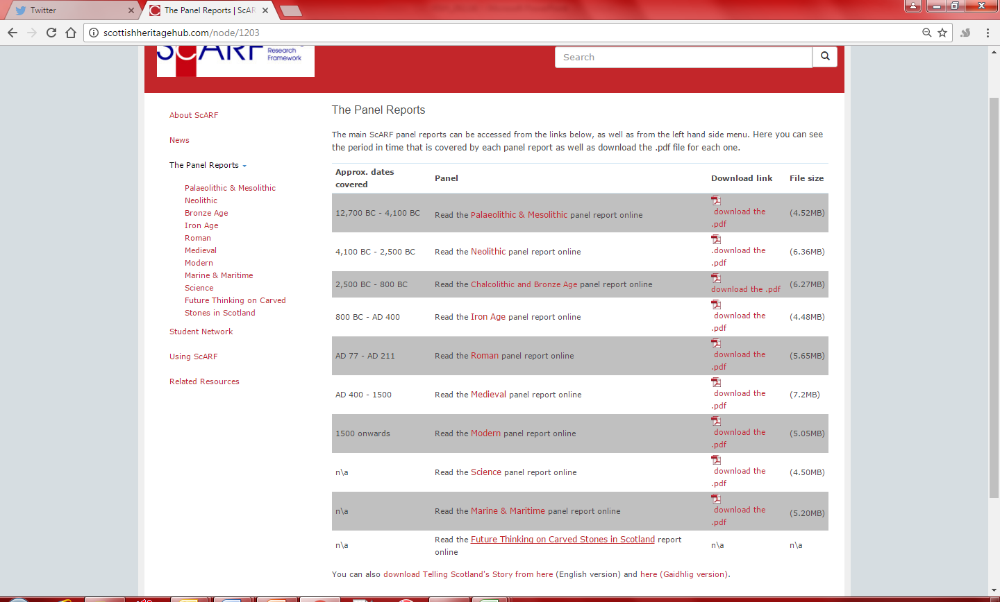 Twitter
The Panel Reports | ScAR
scottishheritagehub.com/node/1203
ScARF
Research
Framework
Search
About ScARF
News
The Panel Reports
Palaeolithic & Mesolithic
Neolithic
Bronze Age
Iron Age
Roman
Medieval
Modern
Marine & Maritime
Science
Future Thinking on Carved
Stones in Scotland
Student Network
Using ScARF
Related Resources
The Panel Reports
The main ScARF panel reports can be accessed from the links below, as well as from the left hand side menu. Here you can see
the period in time that is covered by each panel report as well as download the .pdf file for each one.
Approx. dates
covered
Panel
Download link
File size
12,700 BC - 4,100 BC
Read the Palaeolithic & Mesolithic panel report online
download the
.pdf
(4.52MB)
4,100 BC - 2,500 BC
Read the Neolithic panel report online
.download the
.pdf
(6.36MB)
2,500 BC - 800 BC
Read the Chalcolithic and Bronze Age panel report online
download the .pdf
(6.27MB)
800 BC - AD 400
Read the Iron Age panel report online
download the
.pdf
(4.48MB)
AD 77 - AD 211
Read the Roman panel report online
download the
.pdf
(5.65MB)
AD 400 - 1500
Read the Medieval panel report online
download the
.pdf
(7.2MB)
1500 onwards
Read the Modern panel report online
download the
.pdf
(5.05MB)
n\a
Read the Science panel report online
download the
.pdf
(4.50MB)
n\a
Read the Marine & Maritime panel report online
download the
.pdf
(5.20MB)
n\a
Read the Future Thinking on Carved Stones in Scotland report
online
n\a
n\a
You can also download Telling Scotland's Story from here (English version) and here (Gaidhlig version).